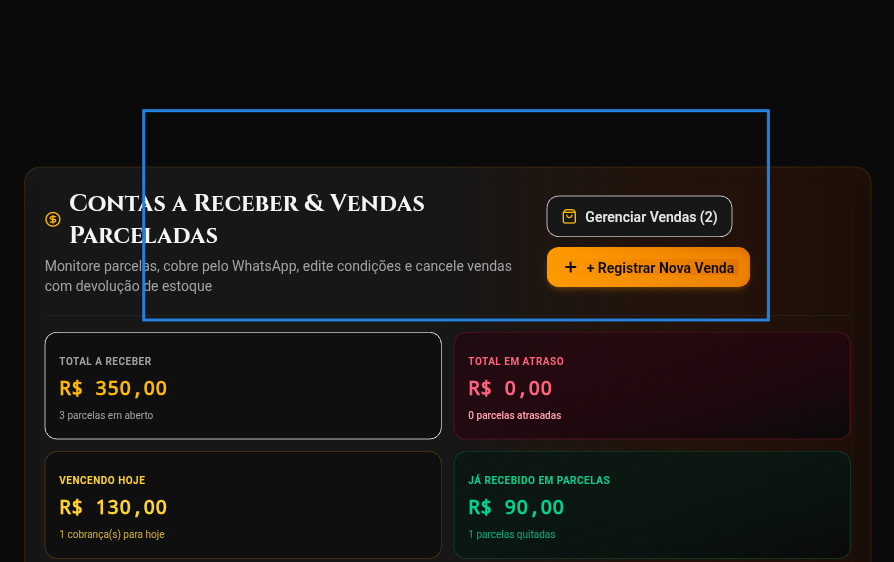 Contas a Receber & Vendas
Parceladas
Monitore parcelas, cobre pelo WhatsApp, edite condições e cancele vendas
com devolução de estoque
Gerenciar Vendas (2)
+ + Registrar Nova Venda
TOTAL A RECEBER
R$ 350,00
3 parcelas em aberto
TOTAL EM ATRASO
R$ 0,00
0 parcelas atrasadas
VENCENDO HOJE
R$ 130,00
1 cobrança(s) para hoje
JÁ RECEBIDO EM PARCELAS
R$ 90,00
1 parcelas quitadas